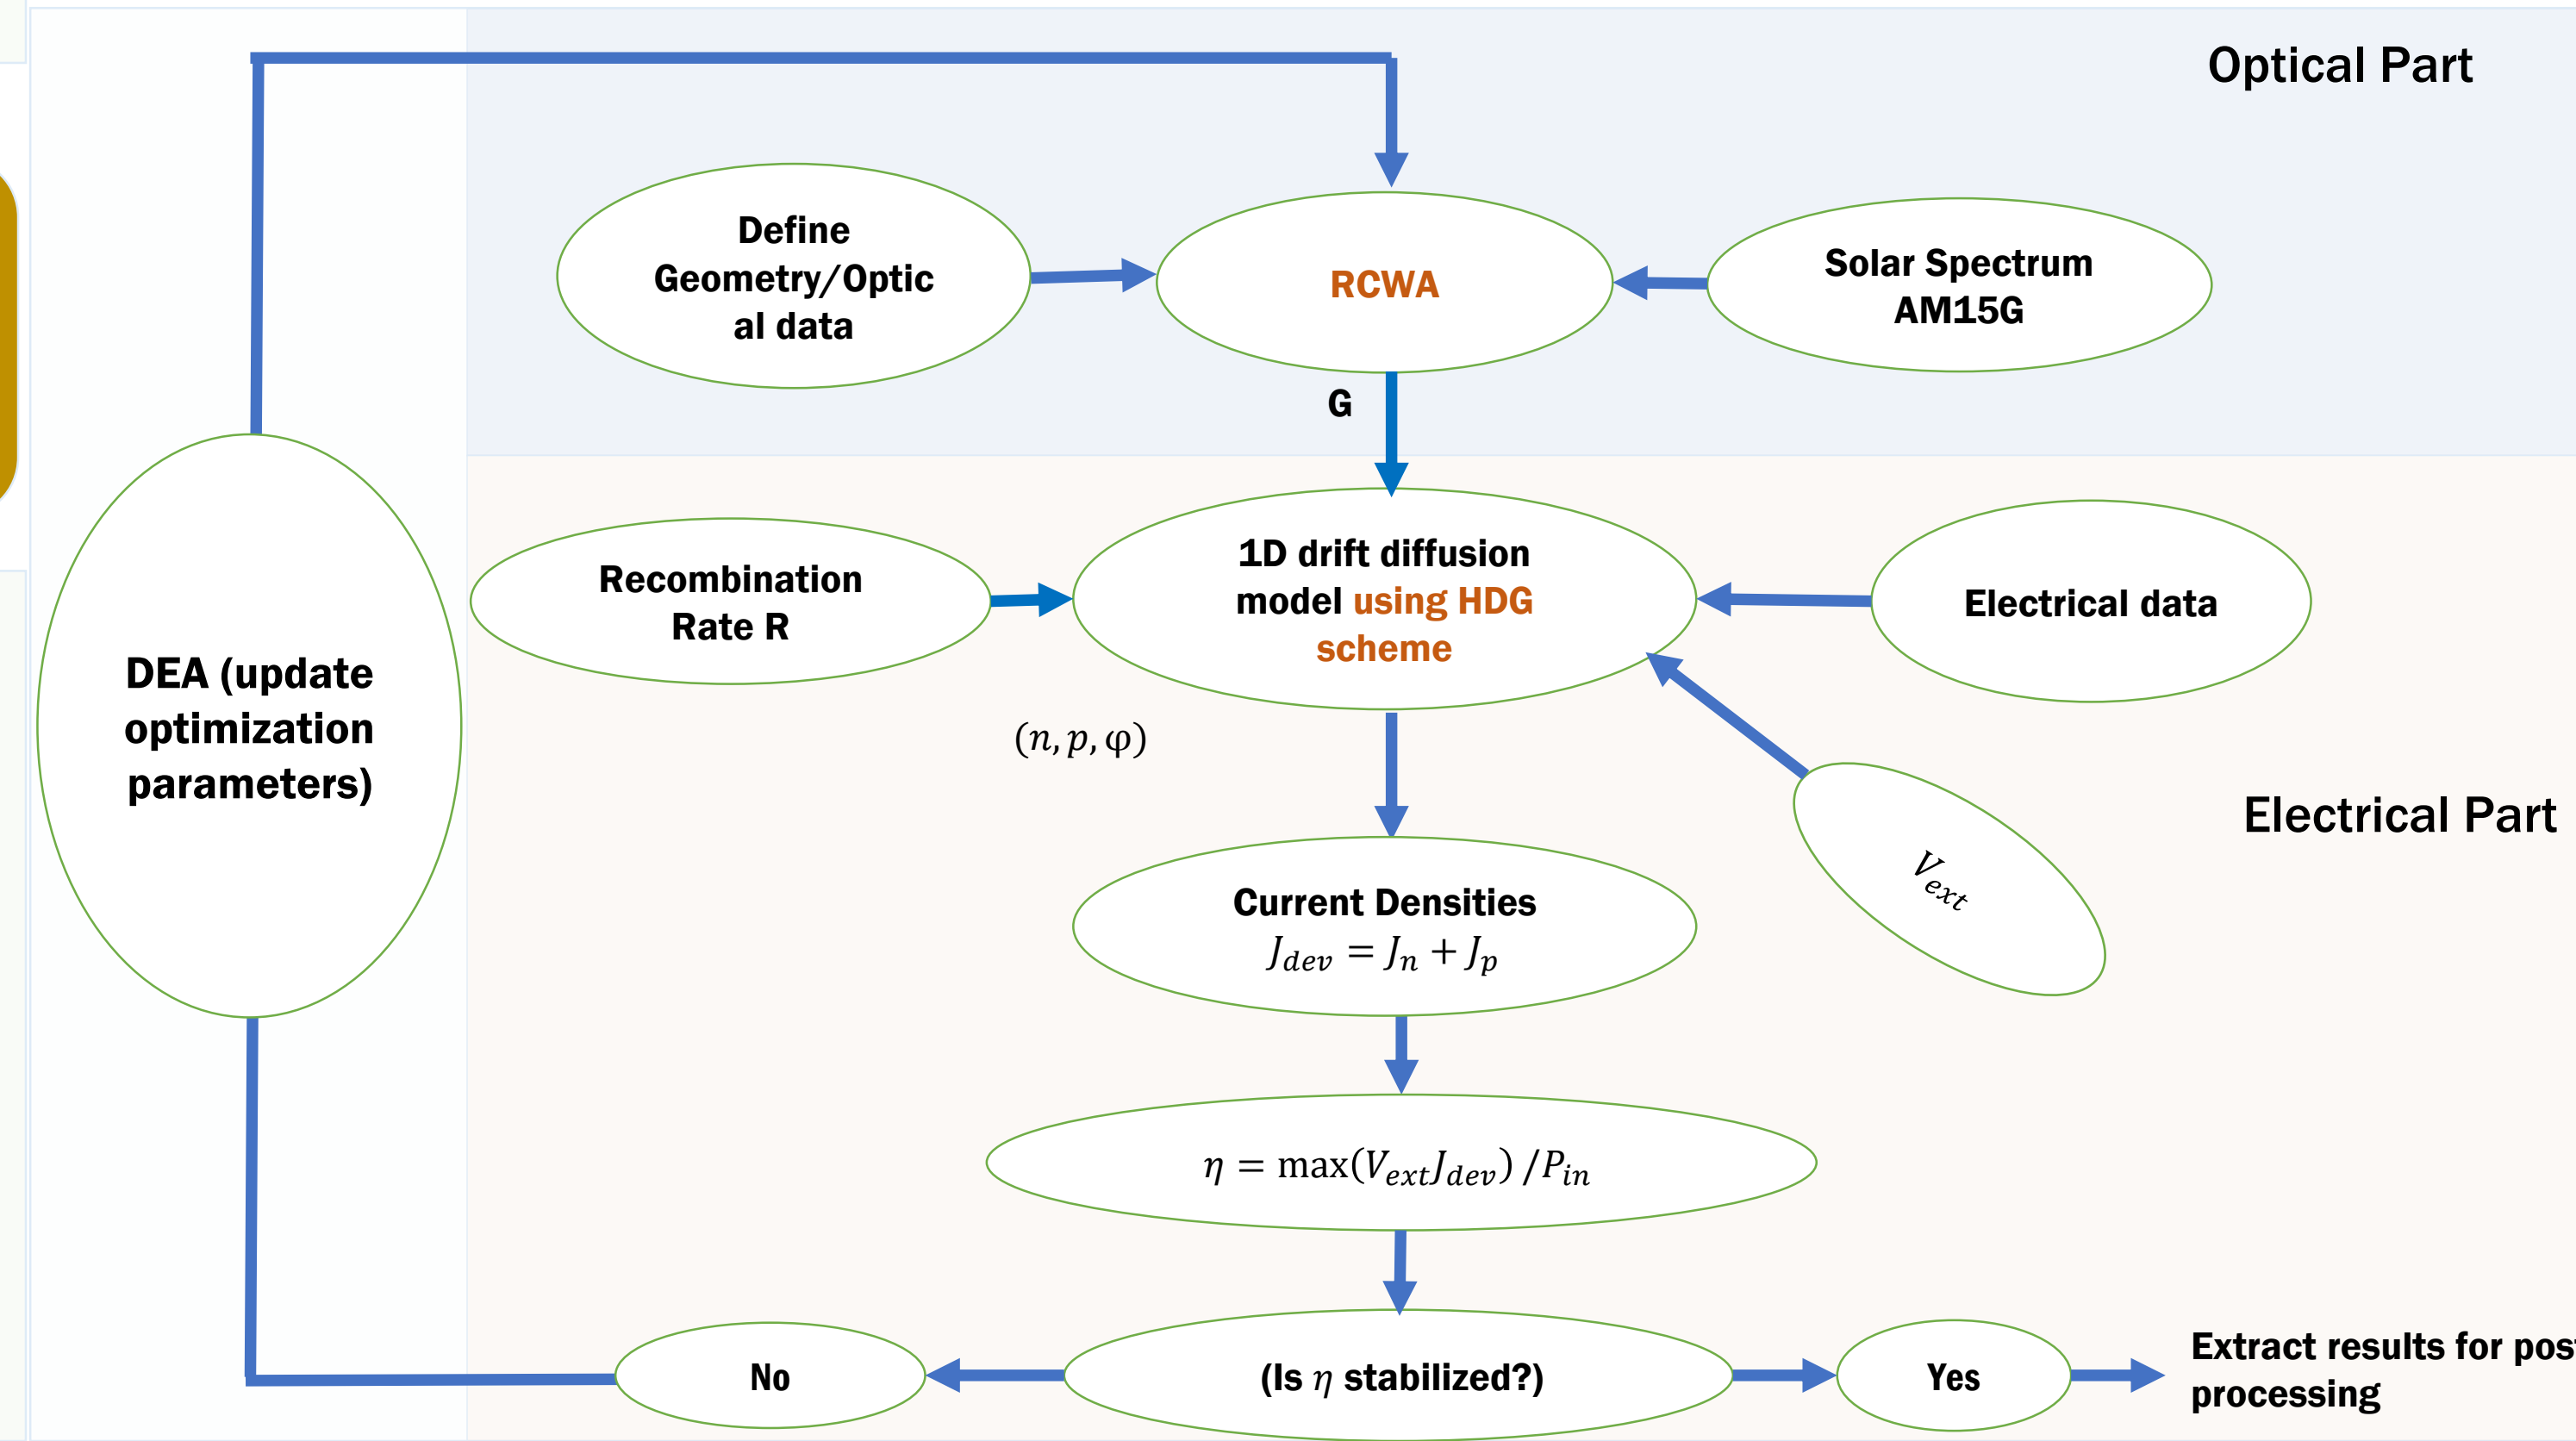 Optical Part
Define
Geometry/Optic
al data
RCWA
Solar Spectrum
AM15G
G
Recombination
Rate R
1D drift diffusion
model using HDG
scheme
Electrical data
DEA (update
optimization
parameters)
(n, p, φ)
V_ext
Electrical Part
Current Densities
J_dev = J_n + J_p
η = max(V_ext J_dev) /P_in
No
(Is η stabilized?)
Yes
Extract results for pos
processing